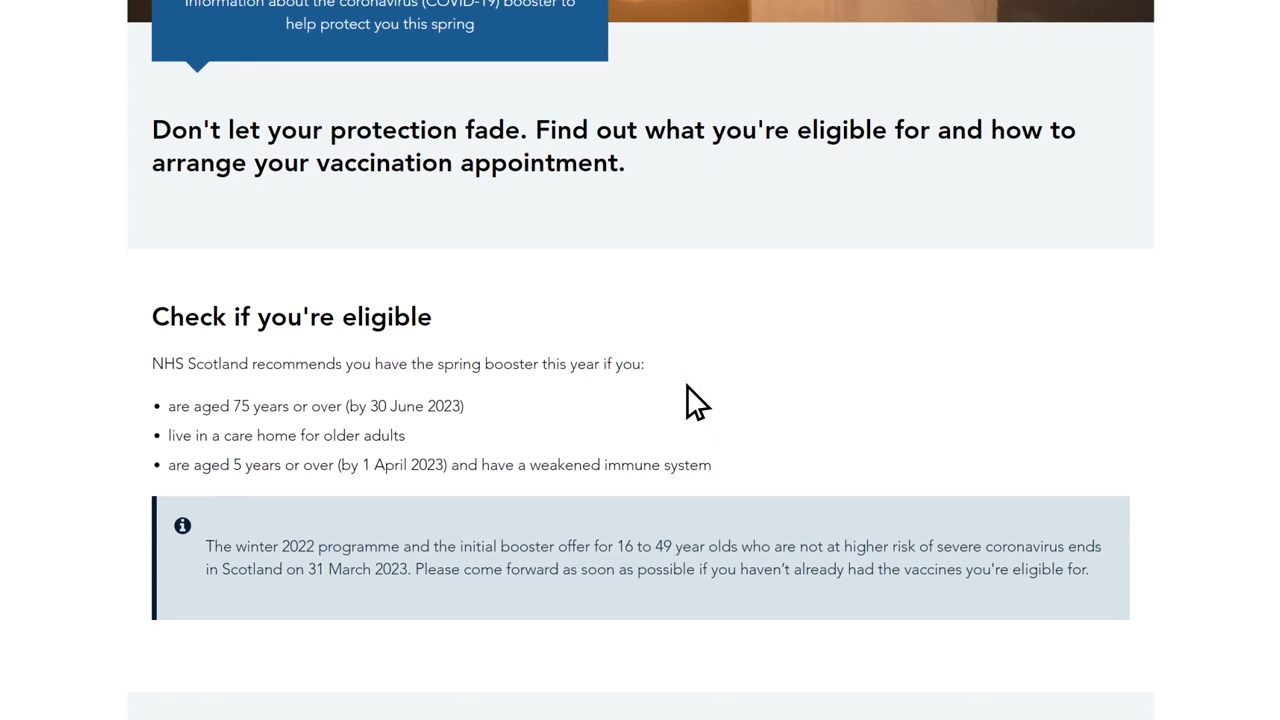 Information about the coronavirus (COVID-19) booster to
help protect you this spring
Don't let your protection fade. Find out what you're eligible for and how to
arrange your vaccination appointment.
Check if you're eligible
NHS Scotland recommends you have the spring booster this year if you:
• are aged 75 years or over (by 30 June 2023)
• live in a care home for older adults
• are aged 5 years or over (by 1 April 2023) and have a weakened immune system
The winter 2022 programme and the initial booster offer for 16 to 49 year olds who are not at higher risk of severe coronavirus ends
in Scotland on 31 March 2023. Please come forward as soon as possible if you haven’t already had the vaccines you're eligible for.